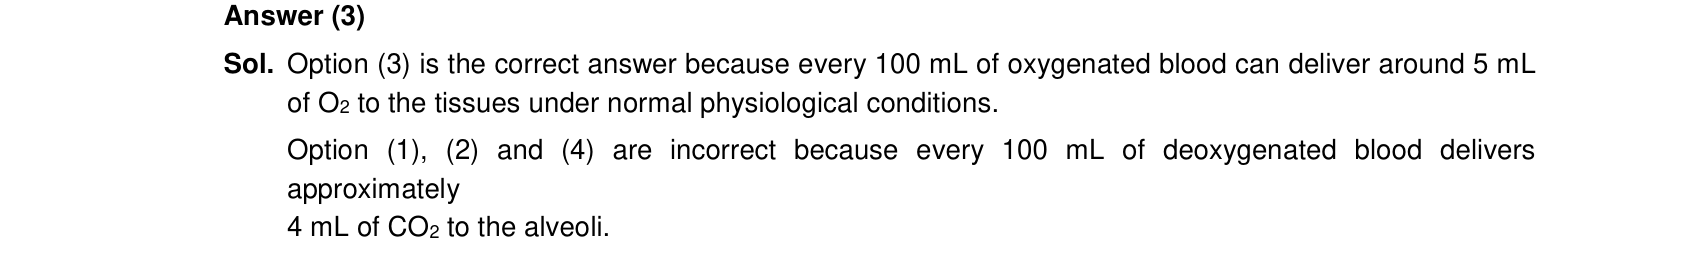 Answer (3)
Sol. Option (3) is the correct answer because every 100 mL of oxygenated blood can deliver around 5 mL
of O₂ to the tissues under normal physiological conditions.
Option (1), (2) and (4) are incorrect because every 100 mL of deoxygenated blood delivers
approximately
4 mL of CO₂ to the alveoli.